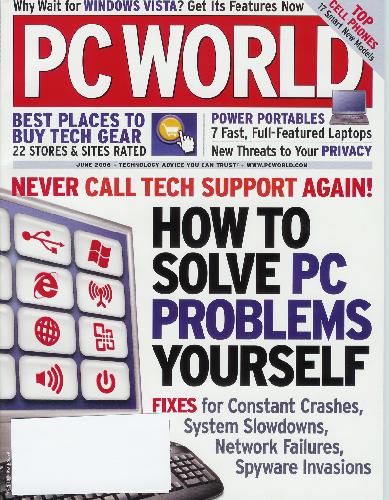 Why Wait for WINDOWS VISTA? Get Its Features Now
TOP
CELL PHONES
17 Smart New Models
PC WORLD
BEST PLACES TO
BUY TECH GEAR
22 STORES & SITES RATED
POWER PORTABLES
7 Fast, Full-Featured Laptops
New Threats to Your PRIVACY
JUNE 2006 • TECHNOLOGY ADVICE YOU CAN TRUST • WWW.PCWORLD.COM
NEVER CALL TECH SUPPORT AGAIN!
HOW TO
SOLVE PC
PROBLEMS
YOURSELF
FIXES for Constant Crashes,
System Slowdowns,
Network Failures,
Spyware Invasions